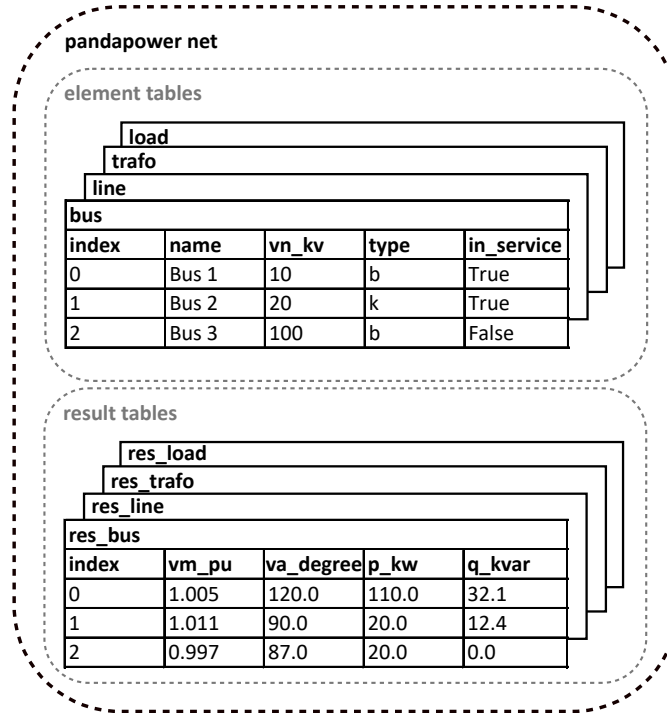 pandapower net
element tables
load
trafo
line
bus
index name vn_kv type in_service
0 Bus 1 10 b True
1 Bus 2 20 k True
2 Bus 3 100 b False
result tables
res_load
res_trafo
res_line
res_bus
index vm_pu va_degree p_kw q_kvar
0 1.005 120.0 110.0 32.1
1 1.011 90.0 20.0 12.4
2 0.997 87.0 20.0 0.0